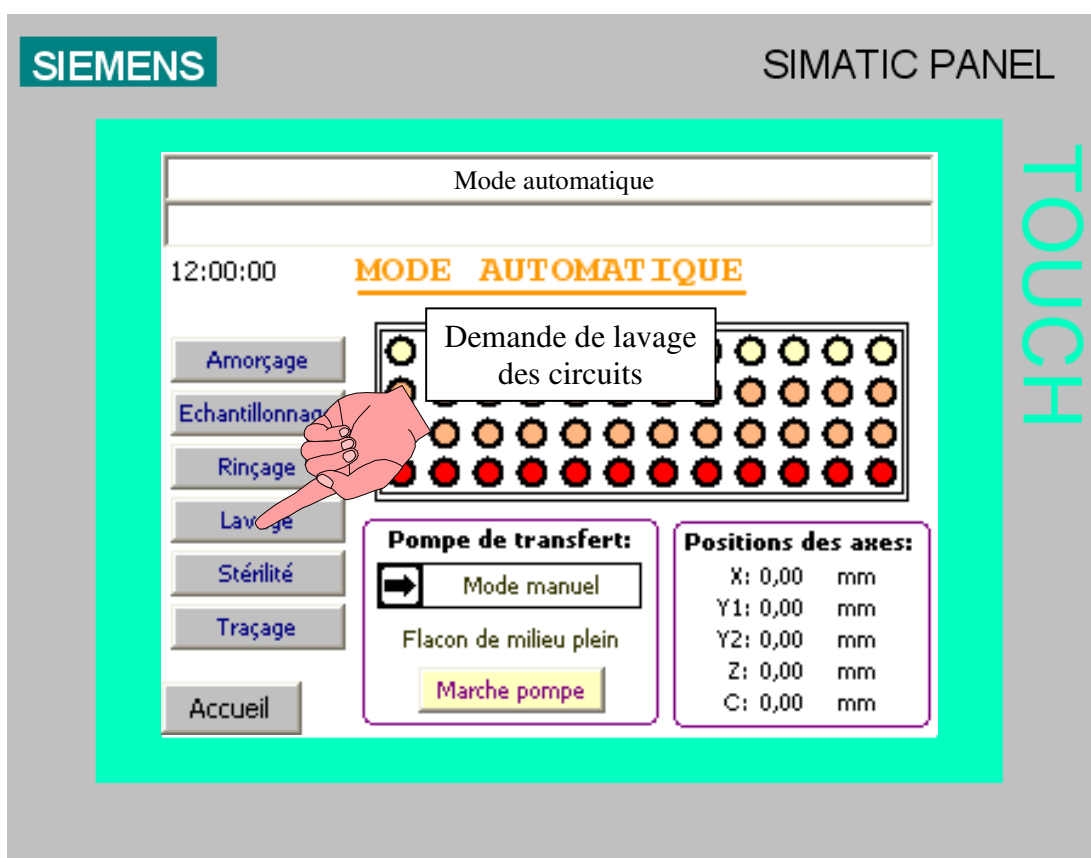 SIEMENS
SIMATIC PANEL
TOUCH
Mode automatique
12:00:00
MODE AUTOMATIQUE
Demande de lavage
des circuits
Amorçage
Echantillonnage
Rinçage
Lavage
Stérilité
Traçage
Accueil
Pompe de transfert:
Mode manuel
Flacon de milieu plein
Marche pompe
Positions des axes:
X: 0,00 mm
Y1: 0,00 mm
Y2: 0,00 mm
Z: 0,00 mm
C: 0,00 mm